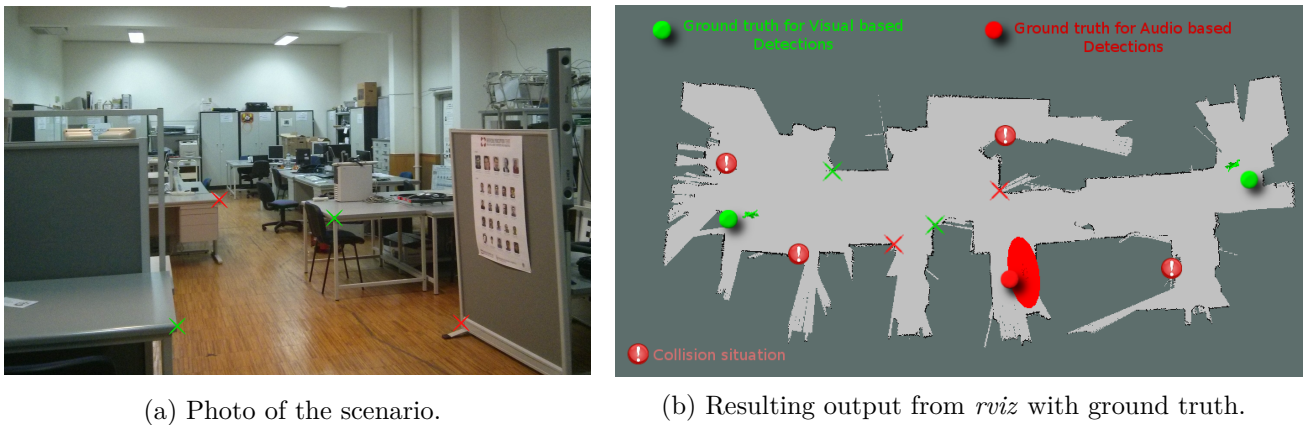 Ground truth for Visual based
Detections
Ground truth for Audio based
Detections
Collision situation
(a) Photo of the scenario.
(b) Resulting output from rviz with ground truth.